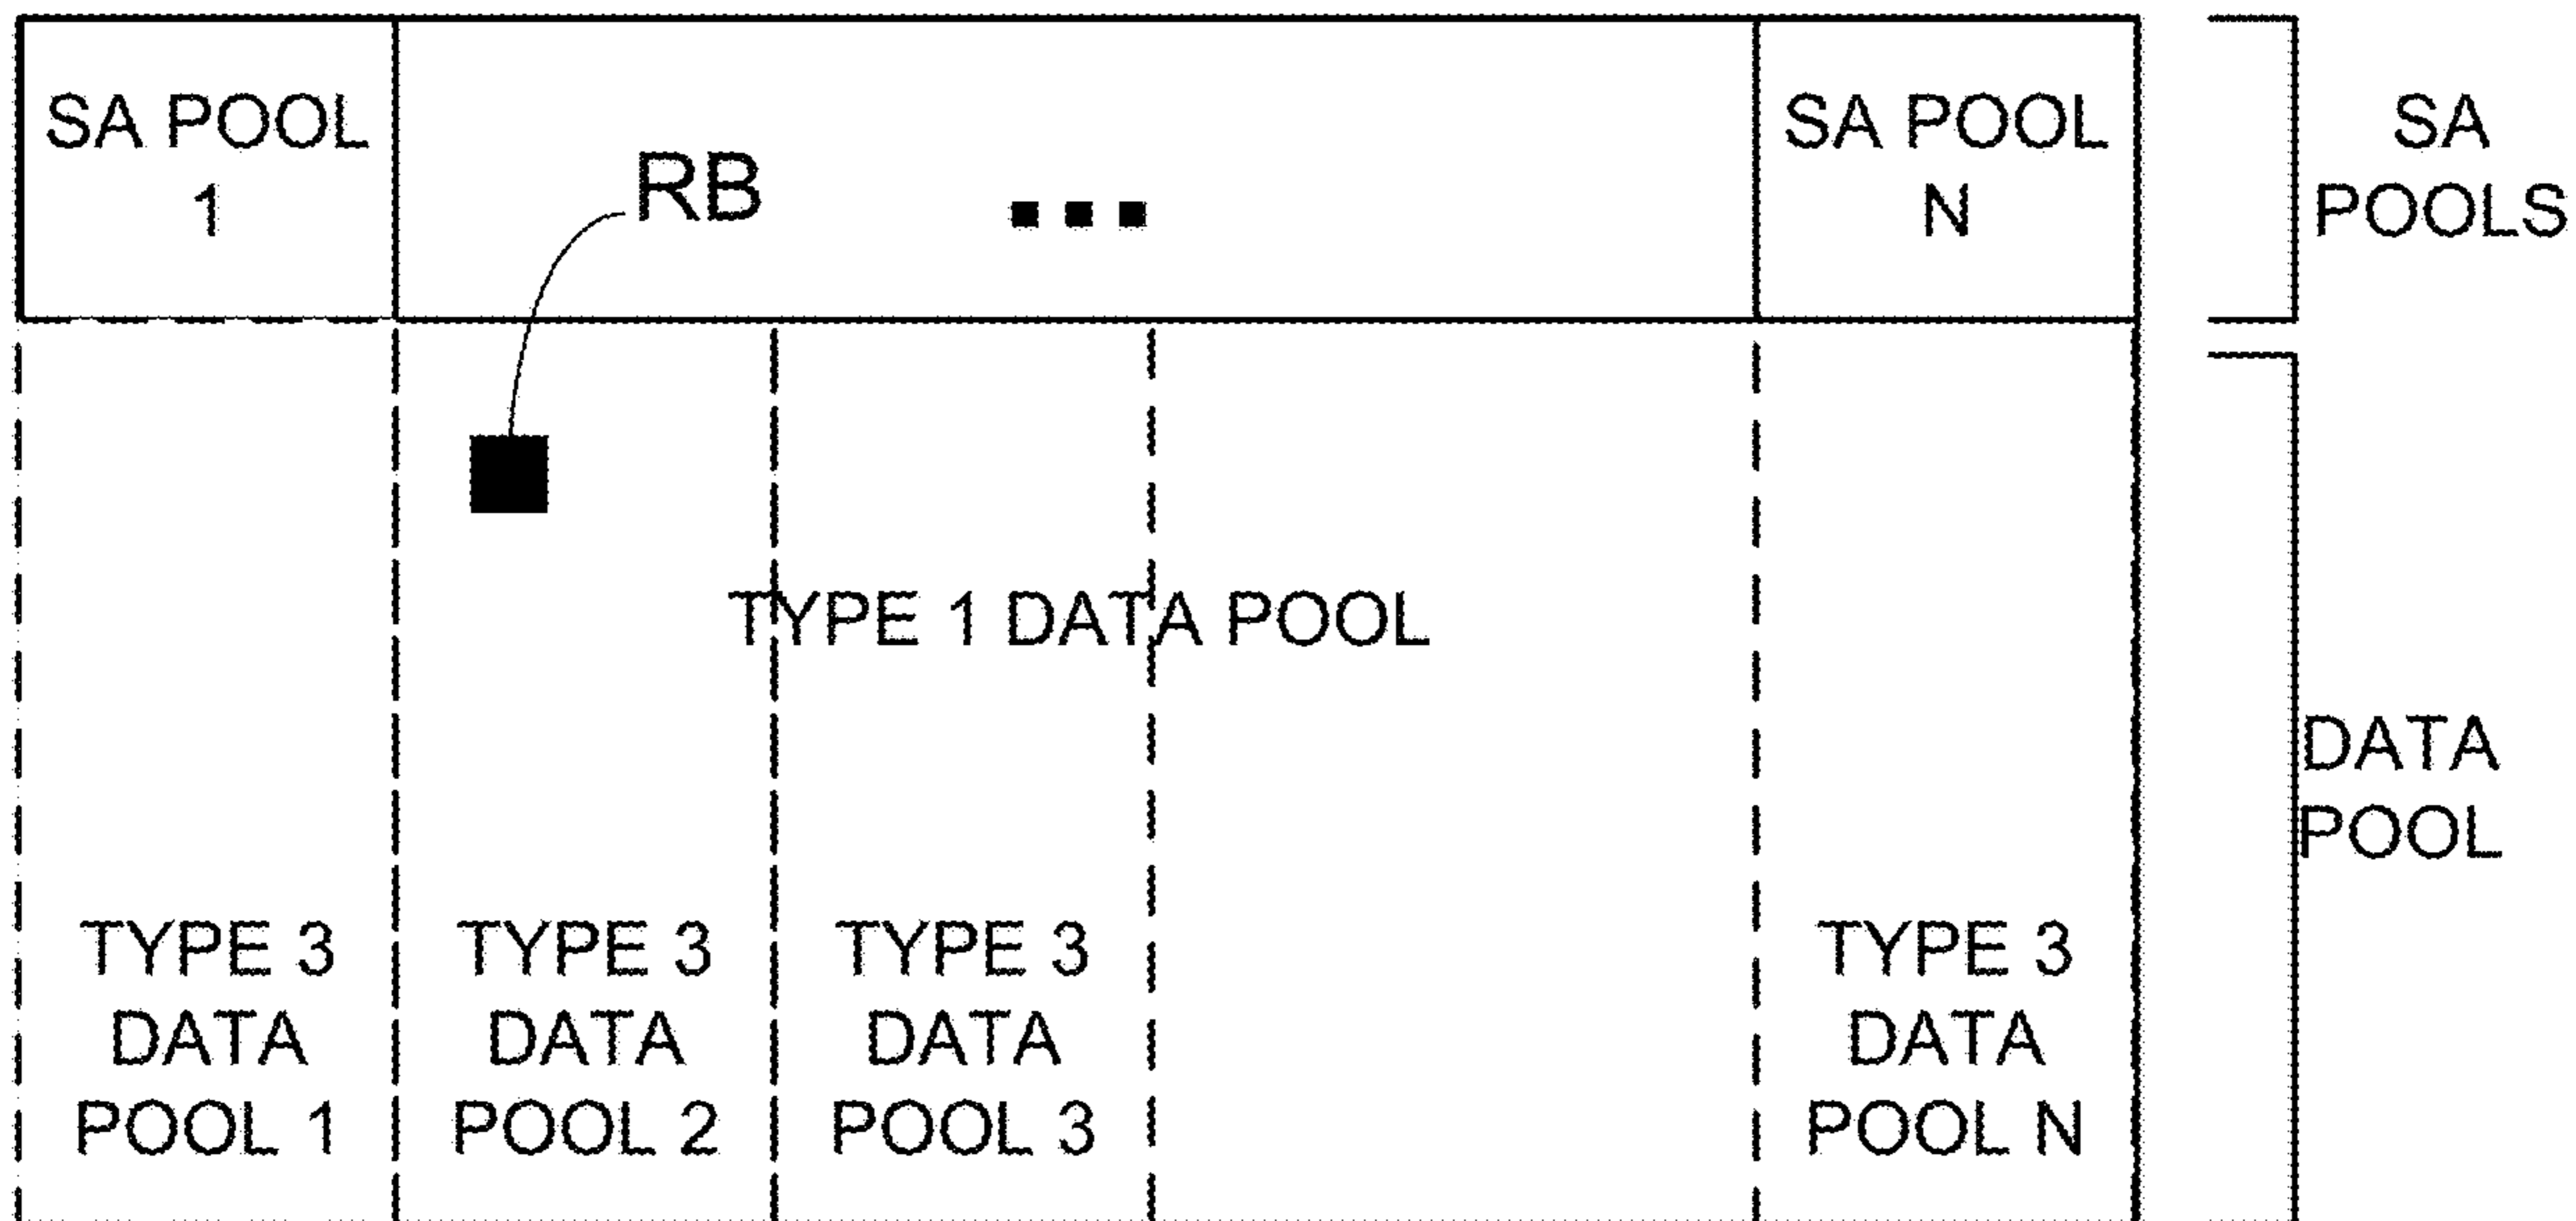 SA POOL
1
RB
...
SA POOL
N
SA
POOLS
TYPE 1 DATA POOL
DATA
POOL
TYPE 3
DATA
POOL 1
TYPE 3
DATA
POOL 2
TYPE 3
DATA
POOL 3
TYPE 3
DATA
POOL N